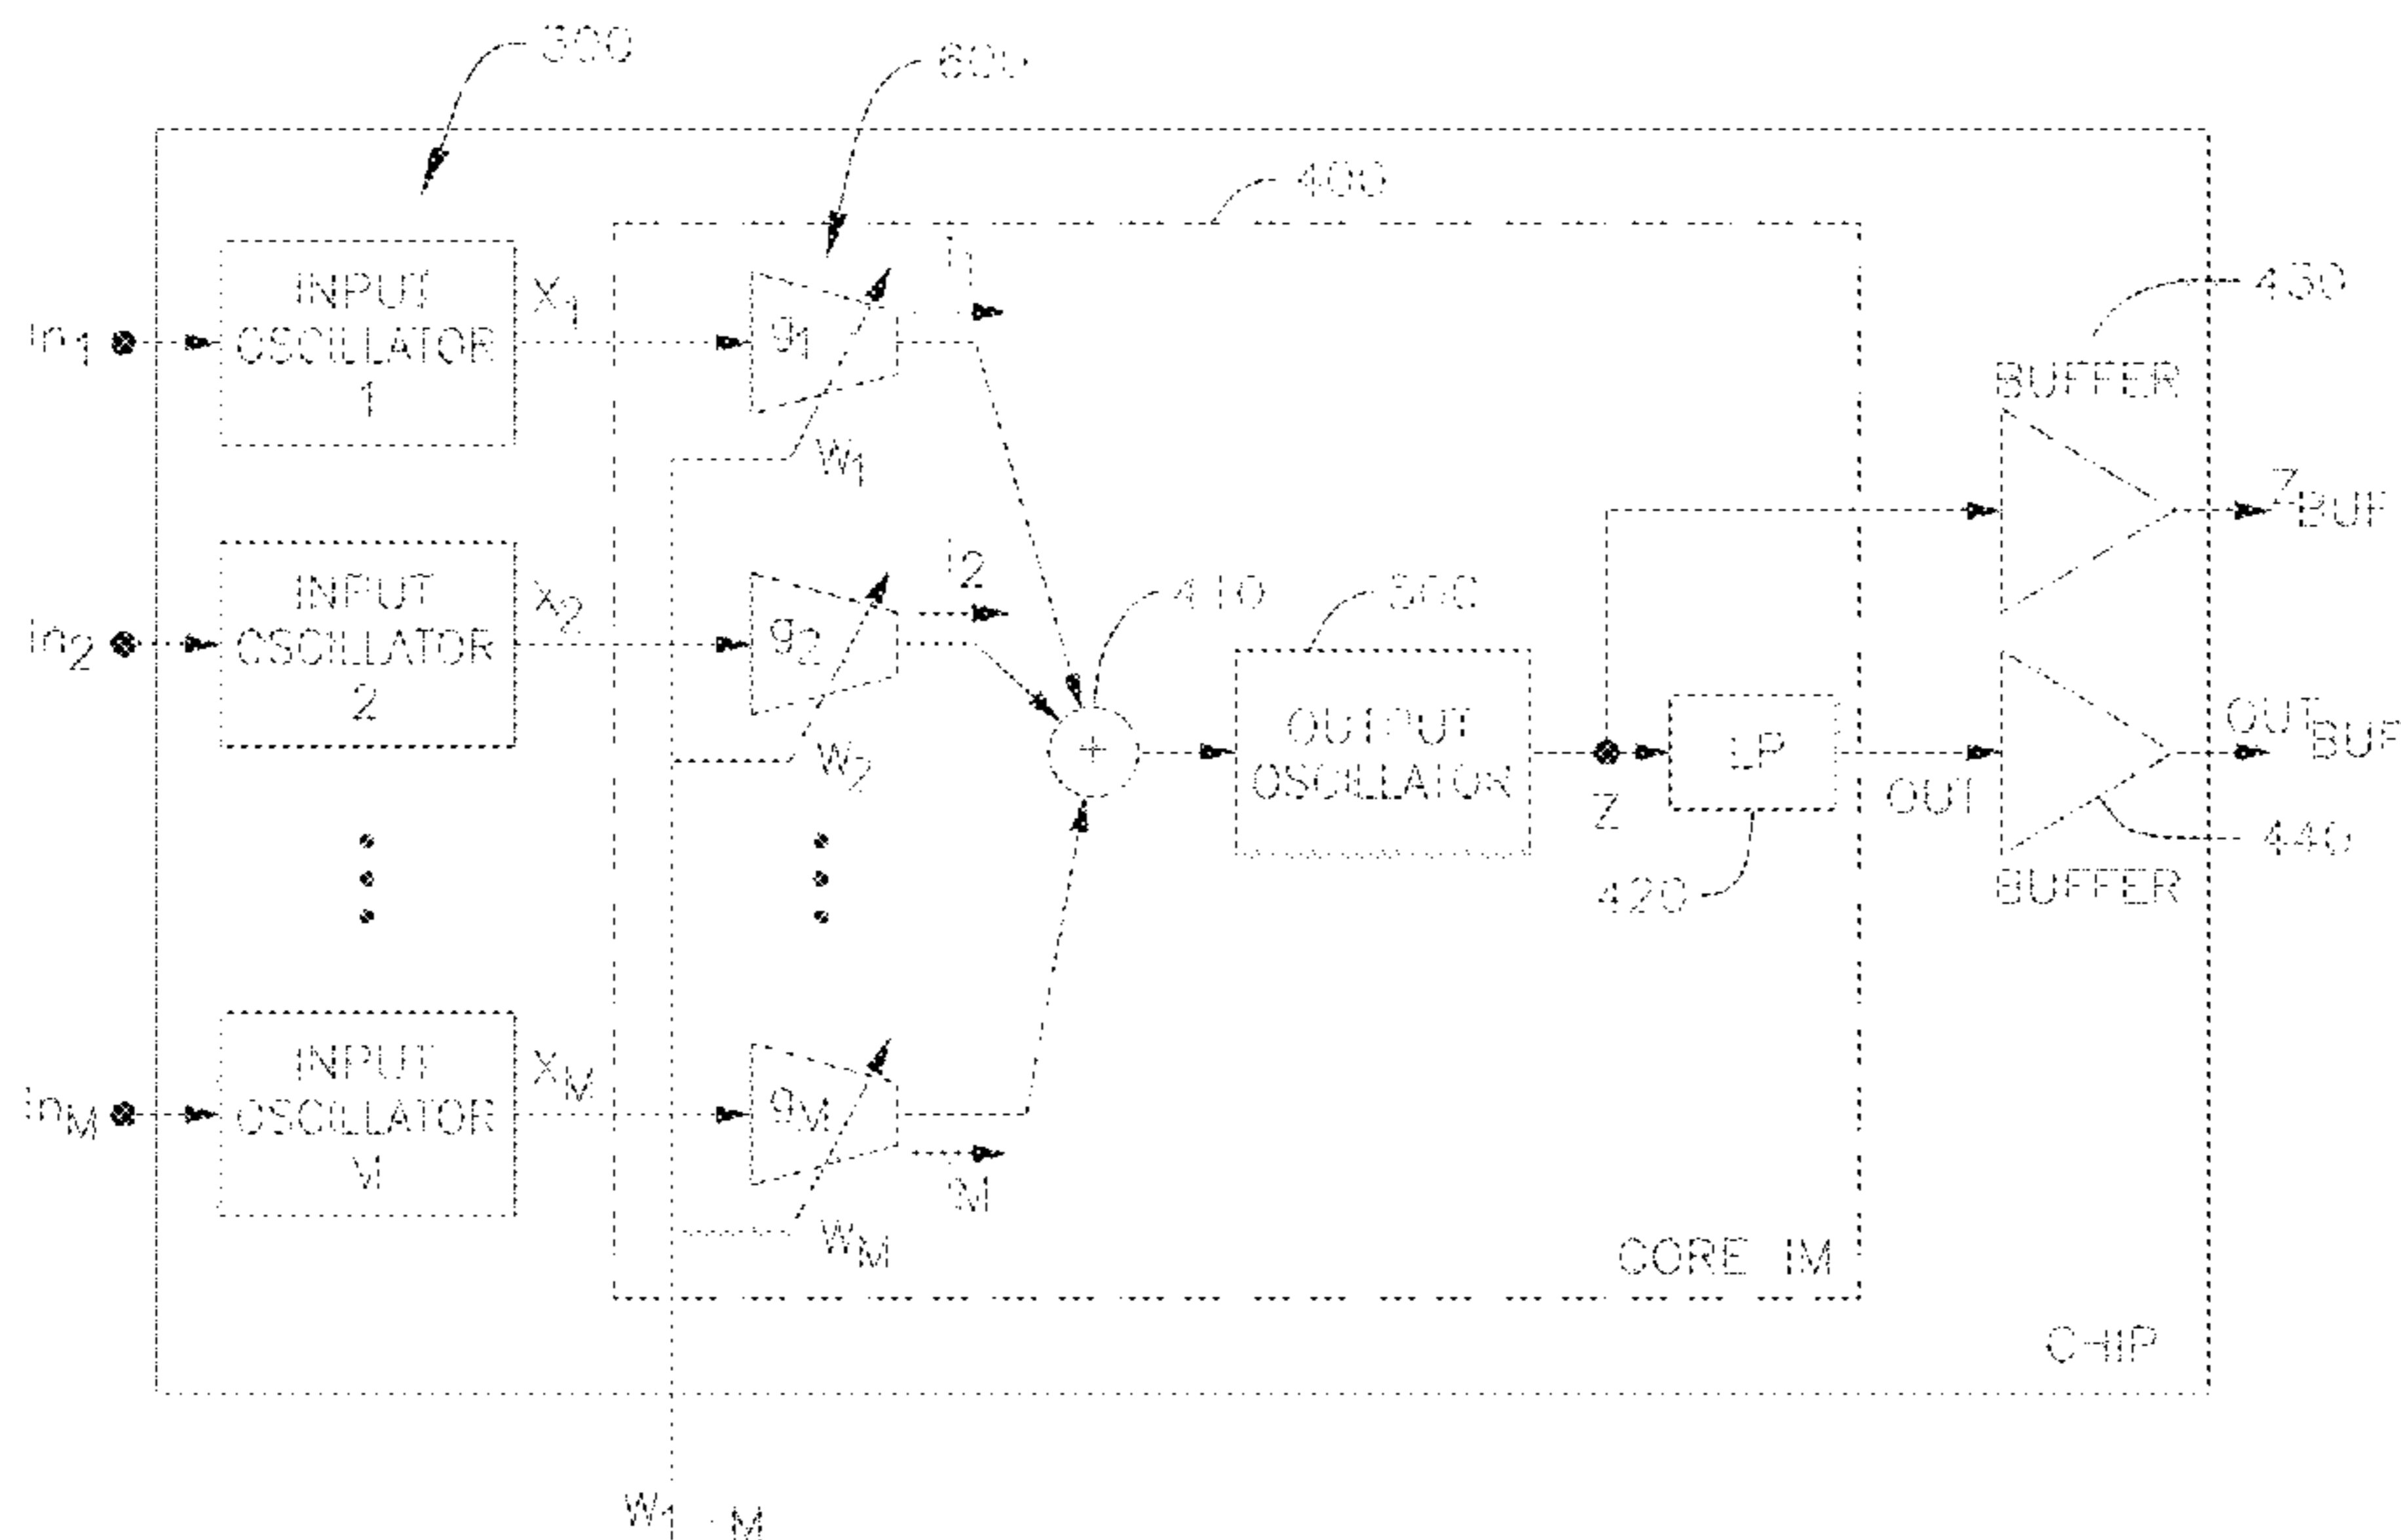 300
600
400
INPUT
OSCILLATOR
1
In1
X1
g1
I1
W1
430
BUFFER
ZBUF
INPUT
OSCILLATOR
2
In2
X2
g2
I2
W2
410
OUTPUT
OSCILLATOR
Z
LP
420
OUT
OUTBUF
440
BUFFER
INPUT
OSCILLATOR
M
InM
XM
gM
IM
WM
CORE IM
CHIP